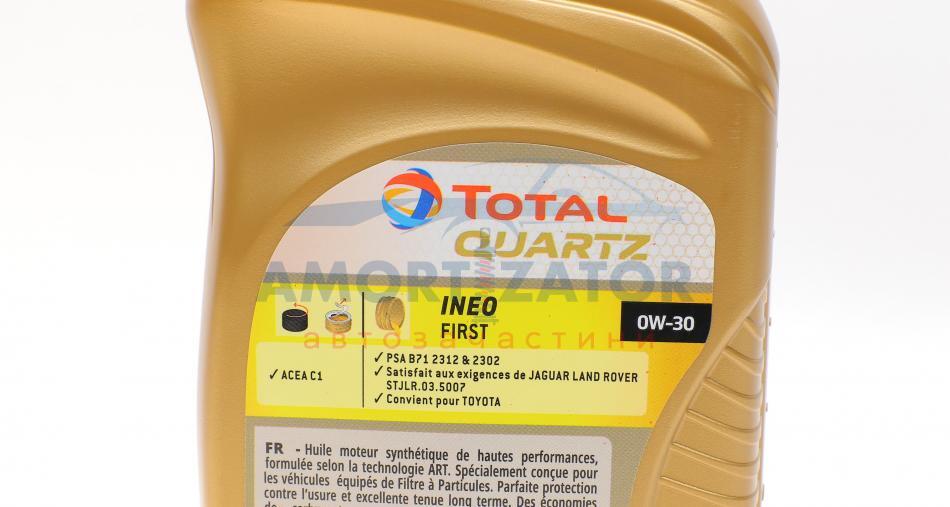 TOTAL
QUARTZ
AMORTIZATOR
автозапчастини
INEO
FIRST
0W-30
✓ ACEA C1
✓ PSA B71 2312 & 2302
✓ Satisfait aux exigences de JAGUAR LAND ROVER
STJLR.03.5007
✓ Convient pour TOYOTA
FR - Huile moteur synthétique de hautes performances,
formulée selon la technologie ART. Spécialement conçue pour
les véhicules équipés de Filtre à Particules. Parfaite protection
contre l'usure et excellente tenue long terme. Des économies